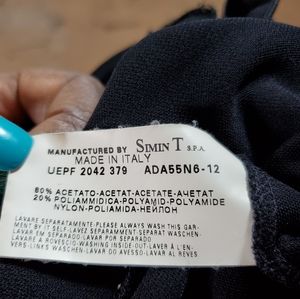 MANUFACTURED BY SIMIN T S.P.A.
MADE IN ITALY
UEPF 2042 379 ADA55N6-12
80% ACETATO-ACETAT-ACETATE-АЦЕТАТ
20% POLIAMMIDICA-POLYAMID-POLYAMIDE
NYLON-POLIAMIDA-НЕЙЛОН
LAVARE SEPARATAMENTE PLEASE ALWAYS WASH THIS GAR-
MENT BY IT SELF-LAVEZ SEPAREMENT WASCHEN-
LAVAR EM SEPARADO LAVAR POR SEPARADO
LAVARE A ROVESCIO-WASHING INSIDE-OUT-LAVER A L'EN-
VERS-LINKS WASCHEN LAVAR DO AVESSO-LAVAR AL REVES